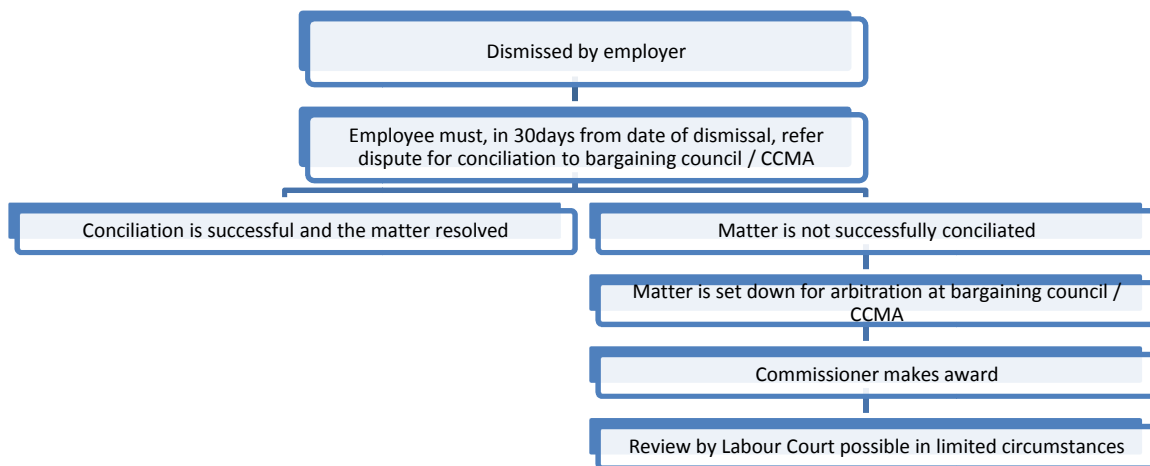 Dismissed by employer
Employee must, in 30days from date of dismissal, refer
dispute for conciliation to bargaining council / CCMA
Conciliation is successful and the matter resolved
Matter is not successfully conciliated
Matter is set down for arbitration at bargaining council /
CCMA
Commissioner makes award
Review by Labour Court possible in limited circumstances